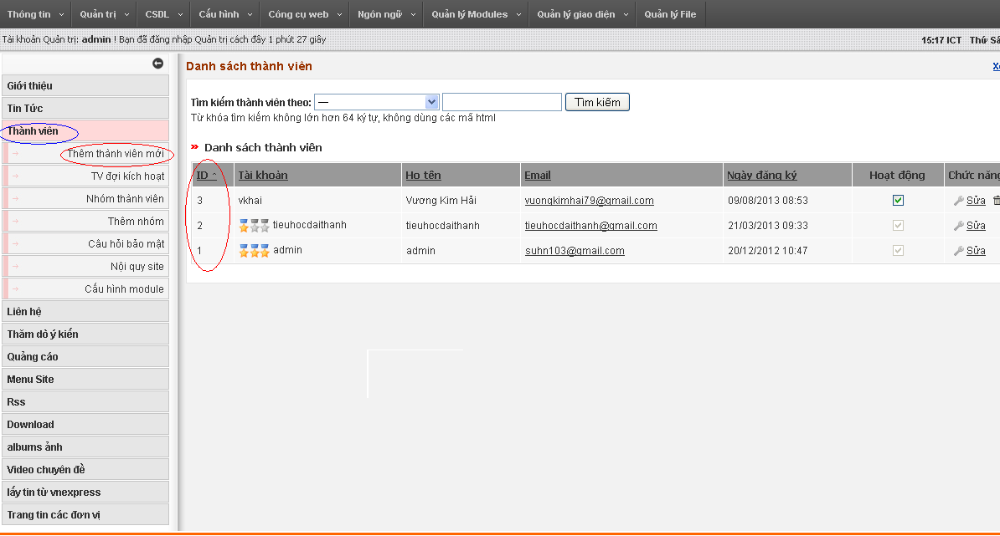 Thông tin Quản trị CSDL Cấu hình Công cụ web Ngôn ngữ Quản lý Modules Quản lý giao diện Quản lý File
Tài khoản Quản trị: admin ! Bạn đã đăng nhập Quản trị cách đây 1 phút 27 giây 15:17 ICT Thứ
Giới thiệu
Tin Tức
Thành viên
Thêm thành viên mới
TV đợi kích hoạt
Nhóm thành viên
Thêm nhóm
Câu hỏi bảo mật
Nội quy site
Cấu hình module
Liên hệ
Thăm dò ý kiến
Quảng cáo
Menu Site
Rss
Download
albums ảnh
Video chuyên đề
lấy tin từ vnexpress
Trang tin các đơn vị
Danh sách thành viên
Tìm kiếm thành viên theo: — Tìm kiếm
Từ khóa tìm kiếm không lớn hơn 64 ký tự, không dùng các mã html
Danh sách thành viên
ID Tài khoản Họ tên Email Ngày đăng ký Hoạt động Chức năng
3 vkhai Vương Kim Hải vuongkimhai79@gmail.com 09/08/2013 08:53 Sửa
2 tieuhocdaithanh tieuhocdaithanh tieuhocdaithanh@gmail.com 21/03/2013 09:33 Sửa
1 admin admin suhn103@gmail.com 20/12/2012 10:47 Sửa